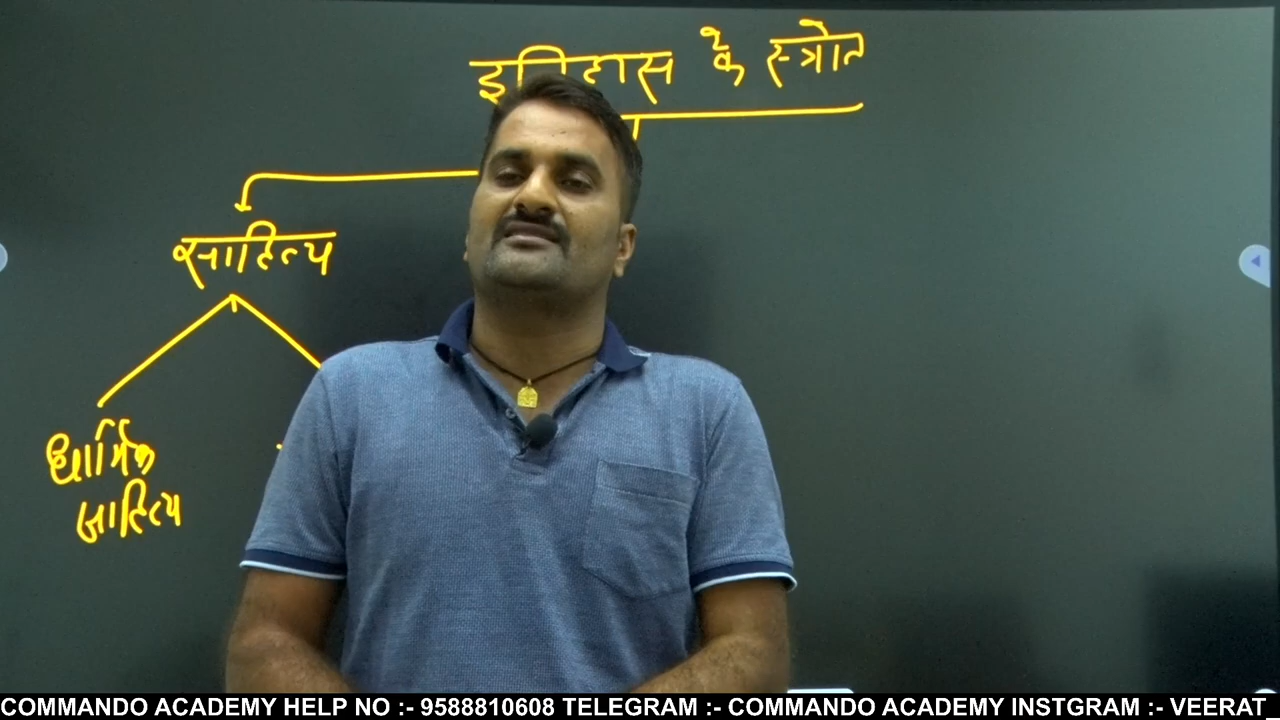 इतिहास के स्त्रोत
साहित्य
धार्मिक
साहित्य
COMMANDO ACADEMY HELP NO :- 9588810608 TELEGRAM :- COMMANDO ACADEMY INSTGRAM :- VEERAT